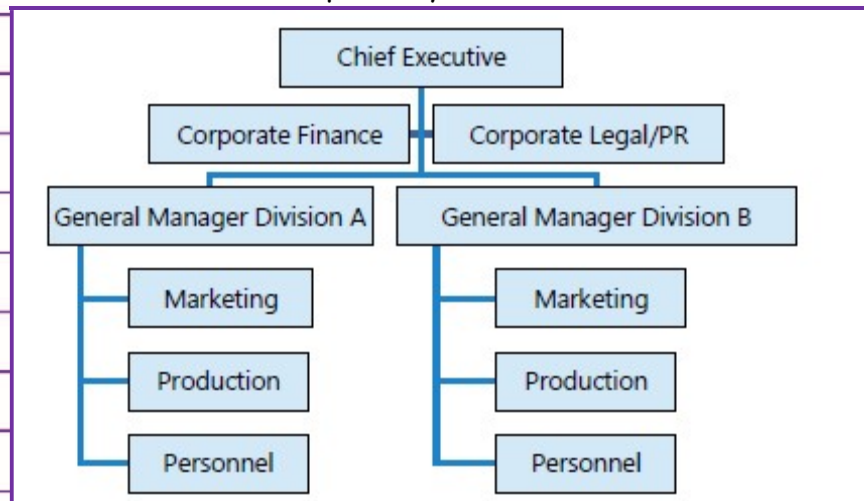 Chief Executive
Corporate Finance
Corporate Legal/PR
General Manager Division A
General Manager Division B
Marketing
Marketing
Production
Production
Personnel
Personnel